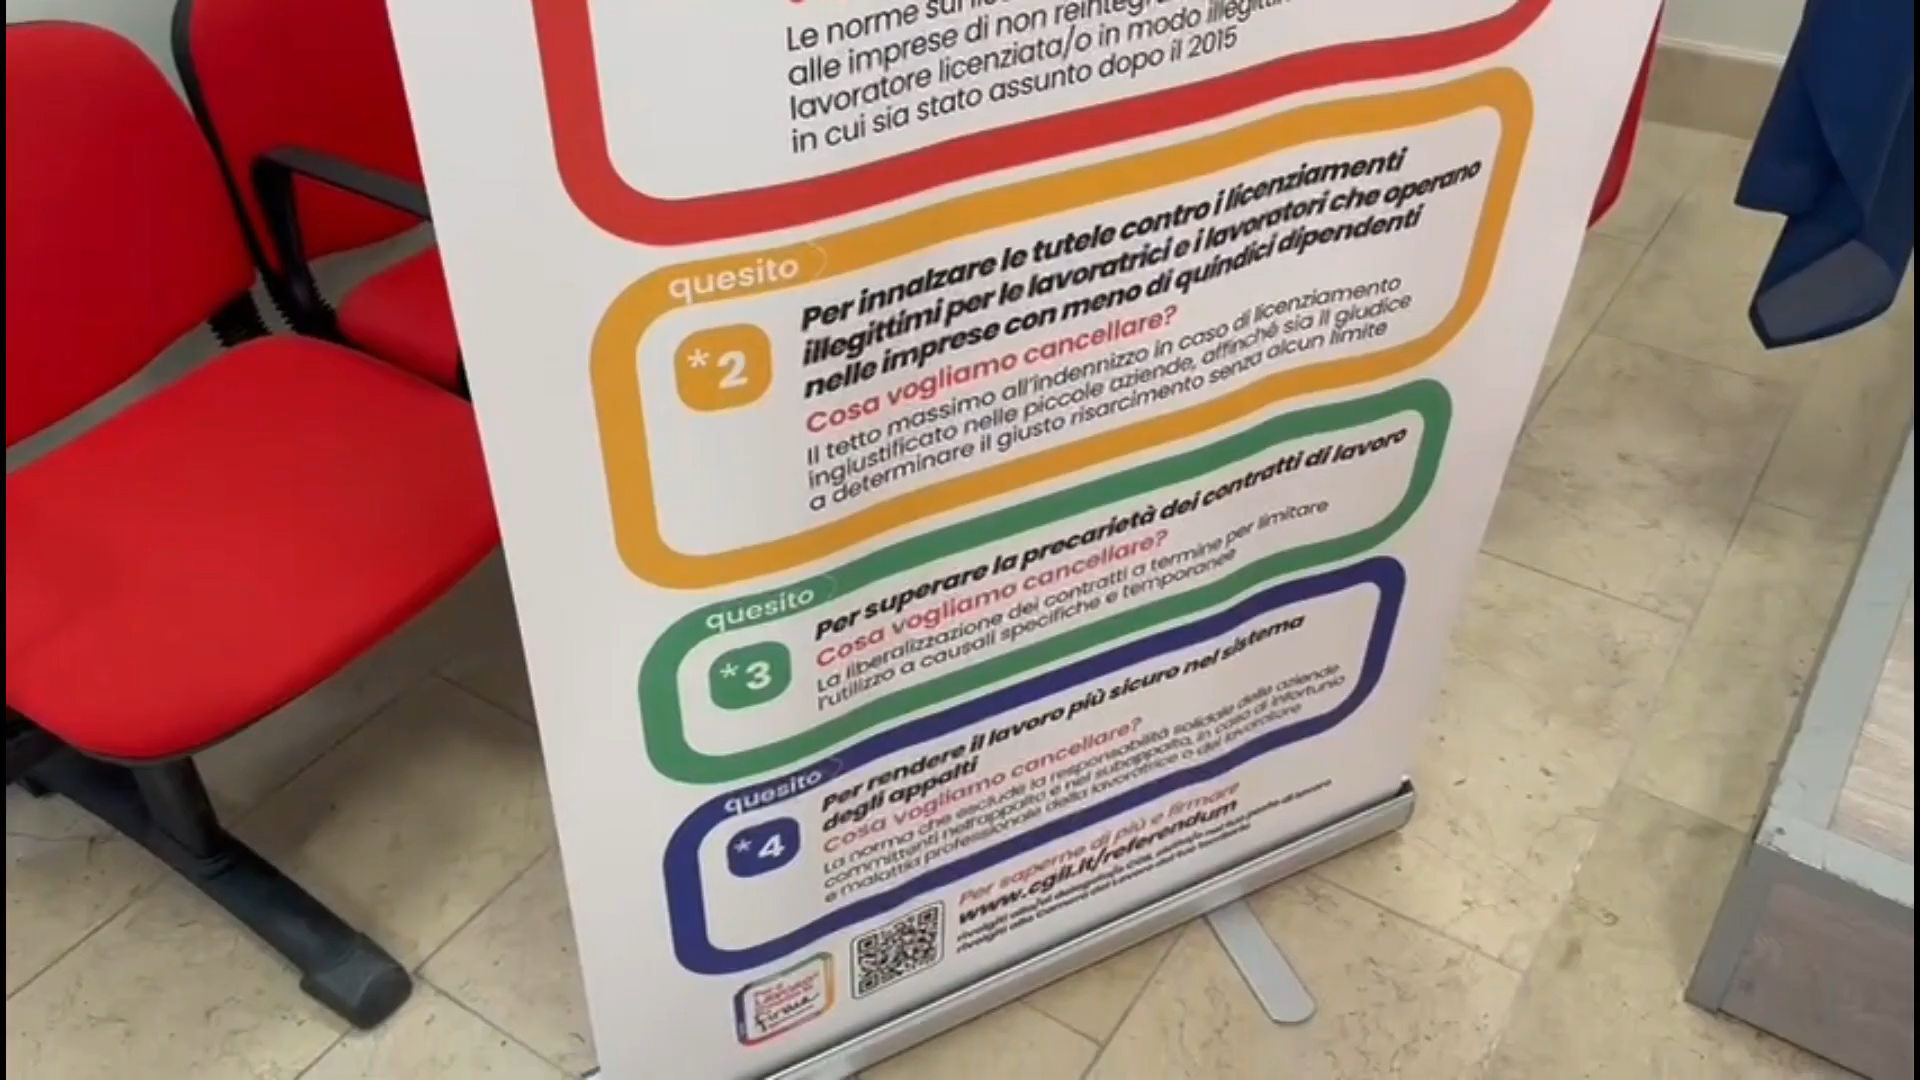 Le norme sul
alle imprese di non reintegra
lavoratore licenziata/o in modo illegittim
in cui sia stato assunto dopo il 2015
quesito
*2
Per innalzare le tutele contro i licenziamenti
illegittimi per le lavoratrici e i lavoratori che operano
nelle imprese con meno di quindici dipendenti
Cosa vogliamo cancellare?
Il tetto massimo all'indennizzo in caso di licenziamento
ingiustificato nelle piccole aziende, affinché sia il giudice
a determinare il giusto risarcimento senza alcun limite
quesito
*3
Per superare la precarietà dei contratti di lavoro
Cosa vogliamo cancellare?
La liberalizzazione dei contratti a termine per limitare
l'utilizzo a causali specifiche e temporanee
quesito
*4
Per rendere il lavoro più sicuro nel sistema
degli appalti
Cosa vogliamo cancellare?
La norma che esclude la responsabilità solidale delle aziende
committenti nell'appalto e nel subappalto, in caso di infortunio
e malattia professionale della lavoratrice o del lavoratore
Per saperne di più e firmare
www.cgil.it/referendum